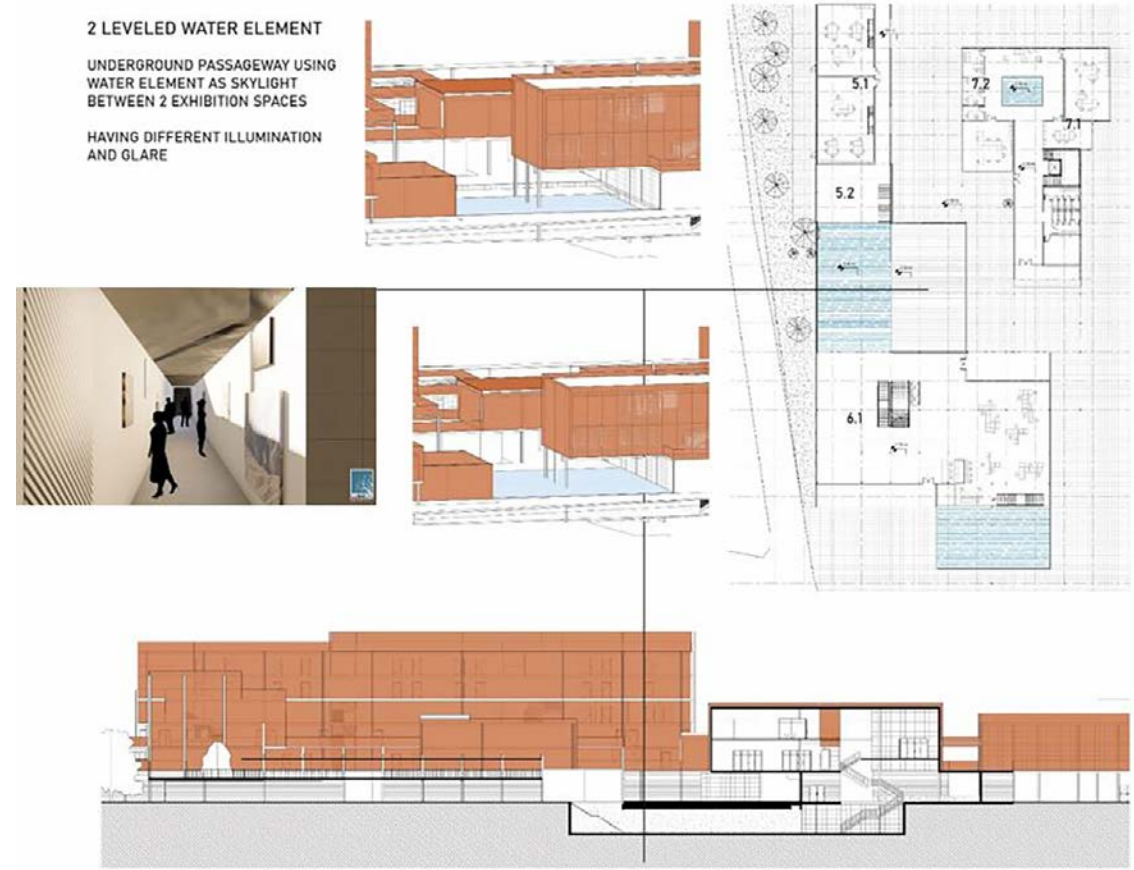 2 LEVELED WATER ELEMENT
UNDERGROUND PASSAGEWAY USING
WATER ELEMENT AS SKYLIGHT
BETWEEN 2 EXHIBITION SPACES
HAVING DIFFERENT ILLUMINATION
AND GLARE
5.1
7.2
7.1
5.2
6.1